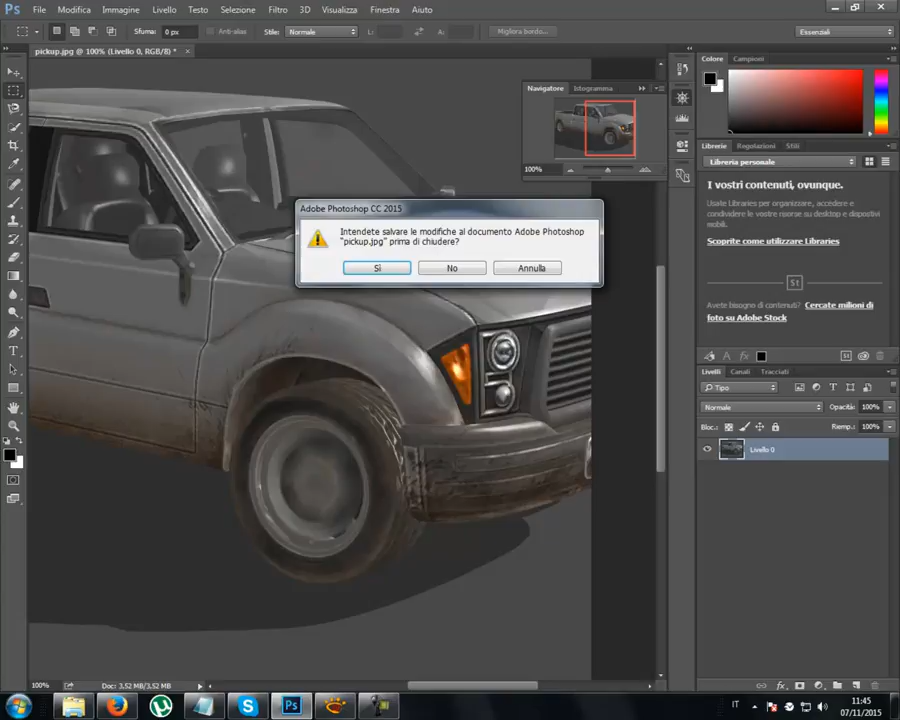 Ps File Modifica Immagine Livello Testo Selezione Filtro 3D Visualizza Finestra Aiuto
Sfuma: 0 px Anti-alias Stile: Normale L: A: Migliora bordo... Essenziali
pickup.jpg @ 100% (Livello 0, RGB/8) * ×
Colore Campioni
Navigatore Istogramma
100%
Librerie Regolazioni Stili
Libreria personale
I vostri contenuti, ovunque.
Usate Libraries per organizzare, accedere e
condividere le vostre risorse su desktop e dispositivi
mobili.
Scoprite come utilizzare Libraries
St
Avete bisogno di contenuti? Cercate milioni di
foto su Adobe Stock
Adobe Photoshop CC 2015
Intendete salvare le modifiche al documento Adobe Photoshop
"pickup.jpg" prima di chiudere?
Sì No Annulla
St
Livelli Canali Tracciati
Tipo
Normale Opacità: 100%
Bloc.: Riemp.: 100%
Livello 0
100% Doc: 3,52 MB/3,52 MB
fx
IT 11:45
07/11/2015